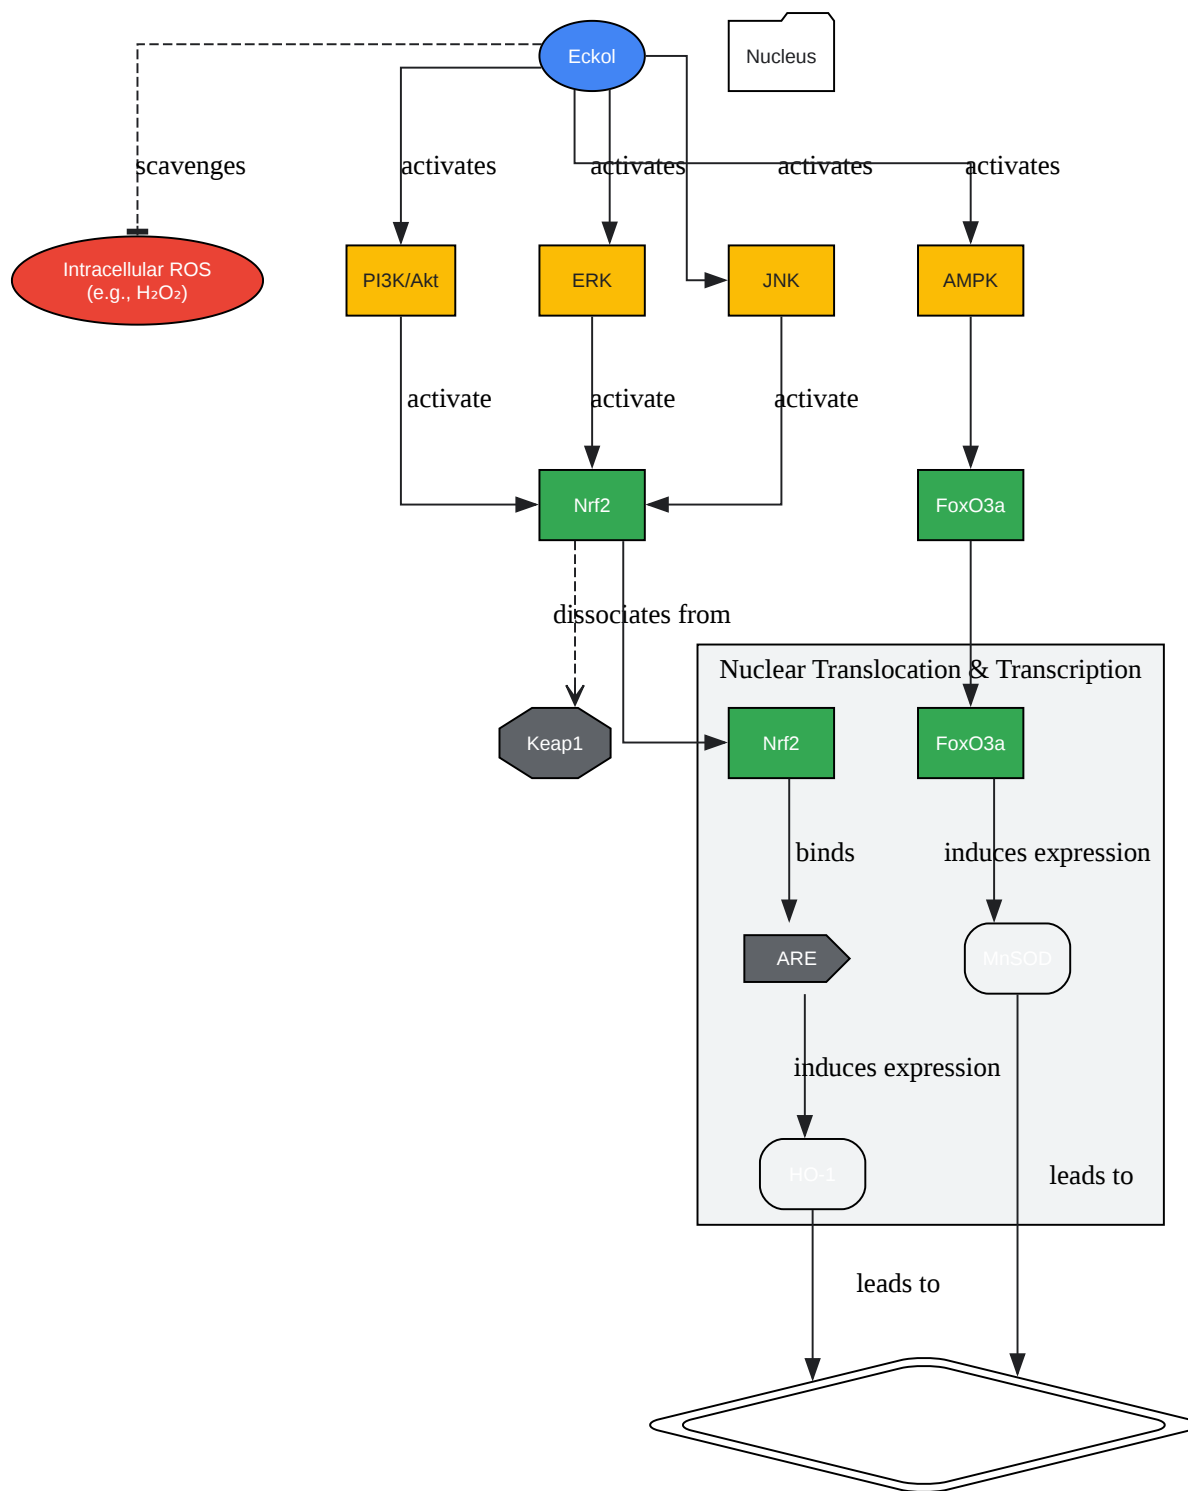 Eckol
Nucleus
scavenges
activates
activates
activates
activates
Intracellular ROS
(e.g., H₂O₂)
PI3K/Akt
ERK
JNK
AMPK
activate
activate
activate
Nrf2
FoxO3a
dissociates from
Nuclear Translocation & Transcription
Keap1
Nrf2
FoxO3a
binds
induces expression
ARE
MnSOD
induces expression
HO-1
leads to
leads to